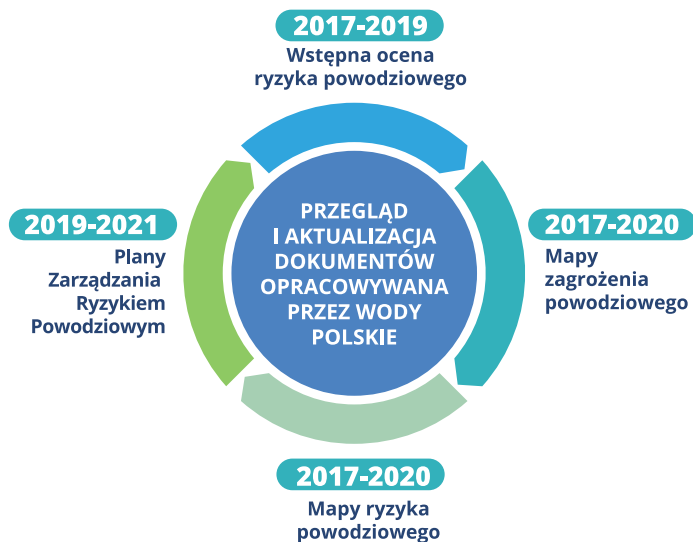 2017-2019
Wstępna ocena
ryzyka powodziowego
2017-2020
Mapy
zagrożenia
powodziowego
2017-2020
Mapy ryzyka
powodziowego
2019-2021
Plany
Zarządzania
Ryzykiem
Powodziowym
PRZEGLĄD
I AKTUALIZACJA
DOKUMENTÓW
OPRACOWYWANA
PRZEZ WODY
POLSKIE